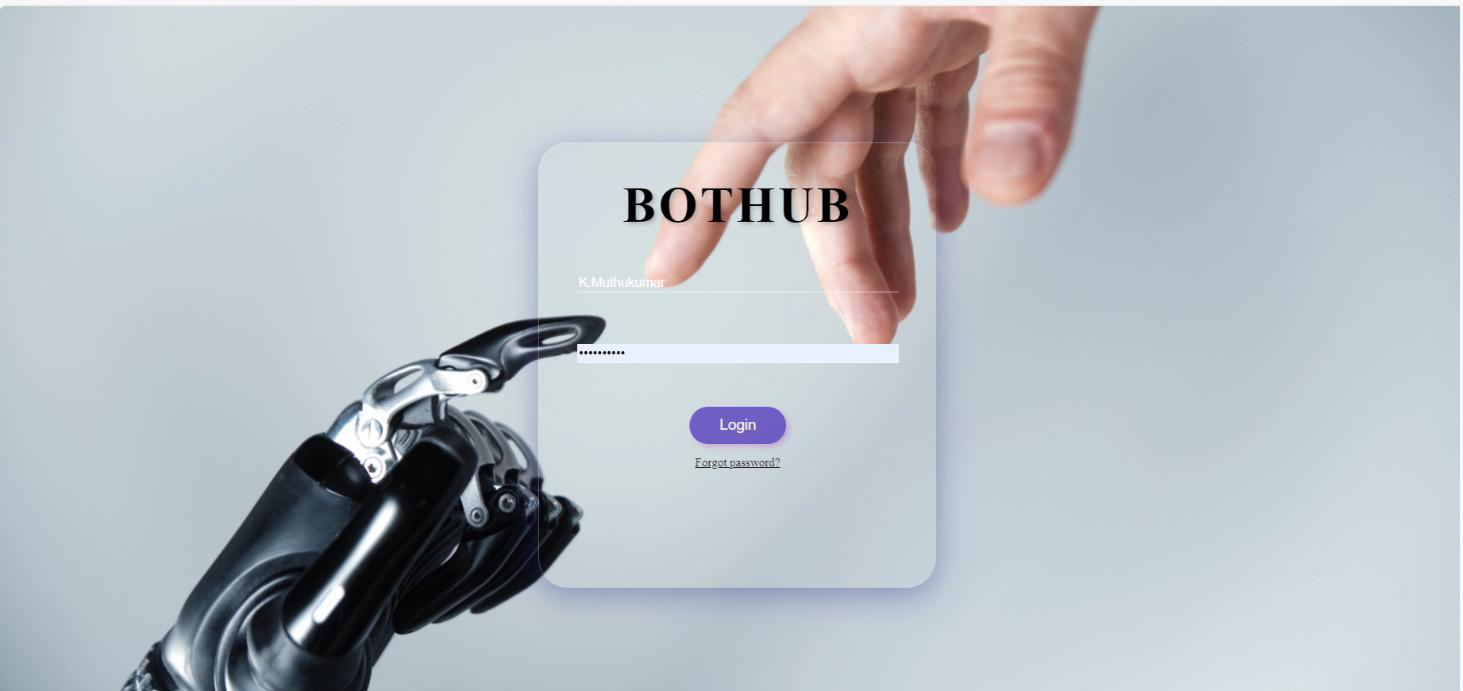 BOTHUB
K.Muthukumar
••••••••••
Login
Forgot password?